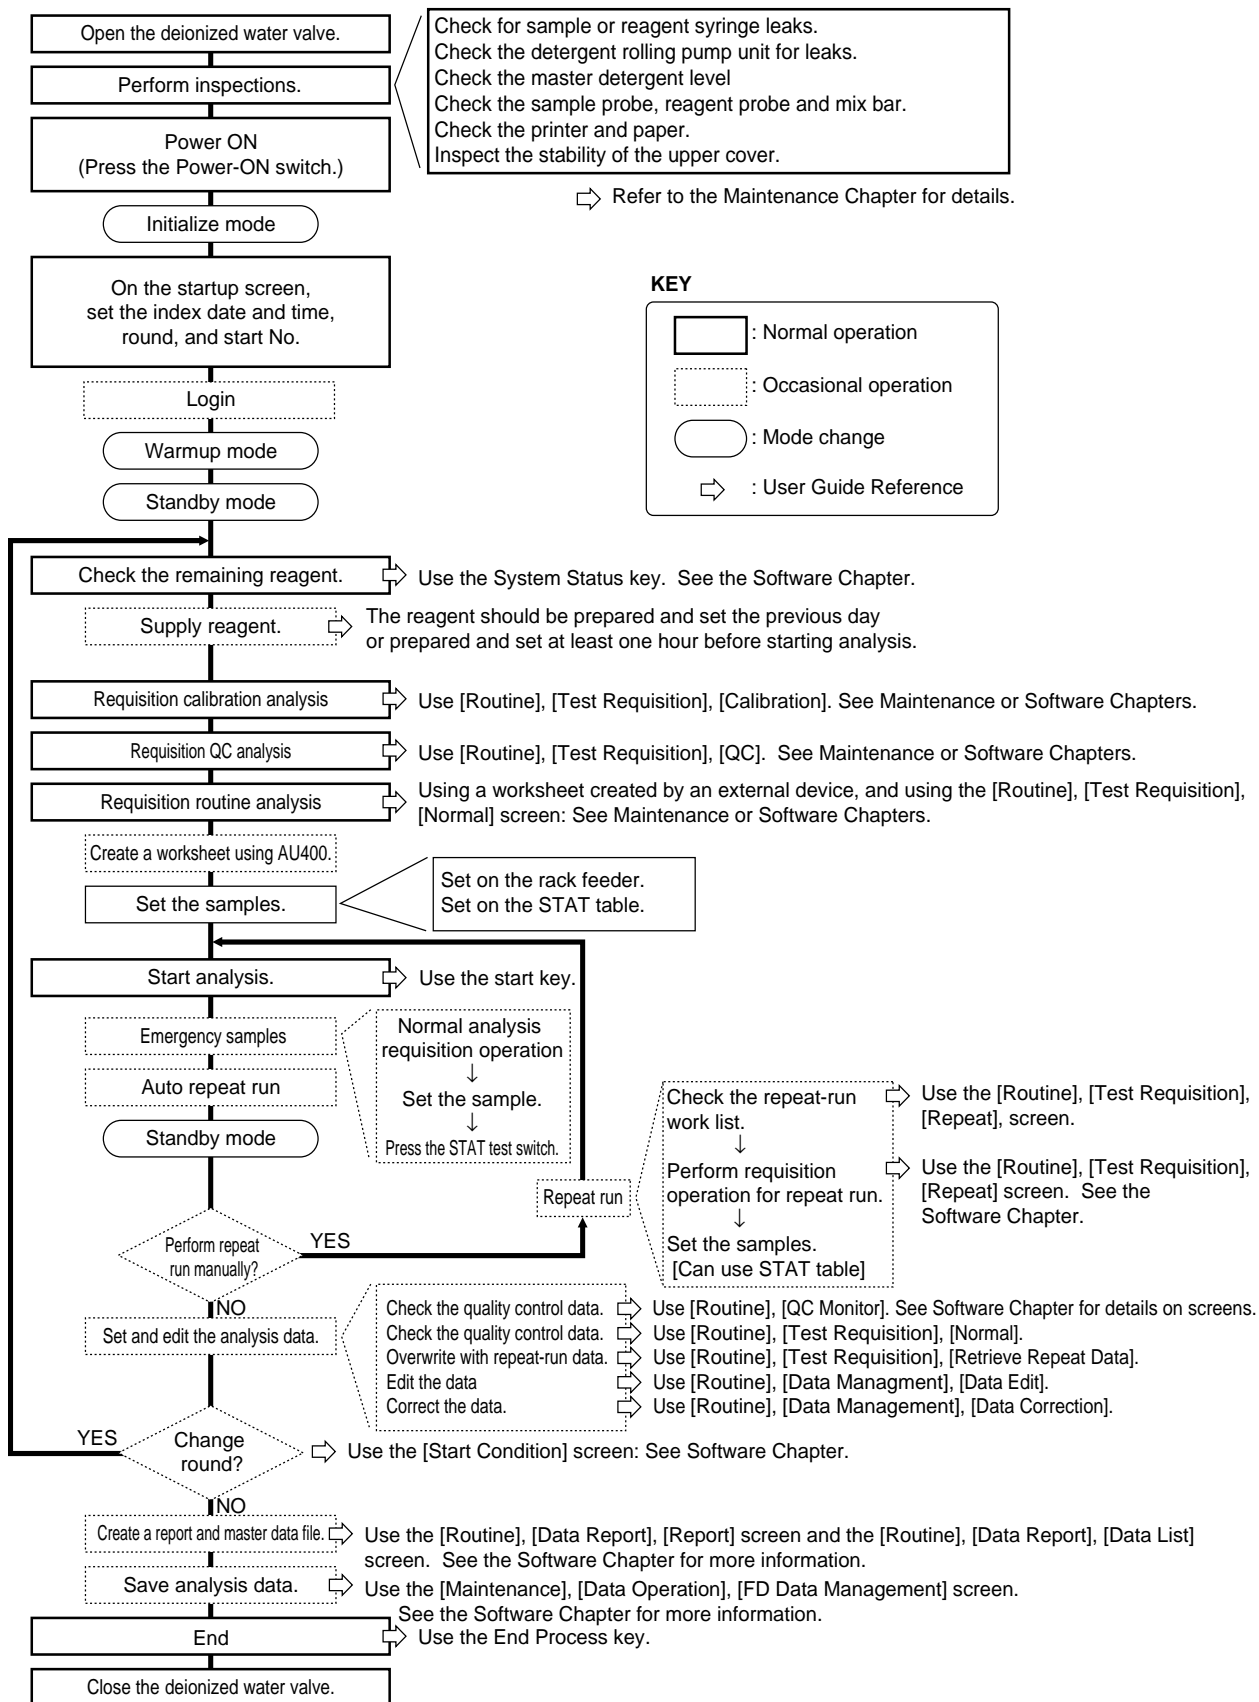 Open the deionized water valve.
Perform inspections.
Check for sample or reagent syringe leaks.
Check the detergent rolling pump unit for leaks.
Check the master detergent level
Check the sample probe, reagent probe and mix bar.
Check the printer and paper.
Inspect the stability of the upper cover.
Refer to the Maintenance Chapter for details.
Power ON
(Press the Power-ON switch.)
Initialize mode
On the startup screen,
set the index date and time,
round, and start No.
KEY
: Normal operation
: Occasional operation
: Mode change
: User Guide Reference
Login
Warmup mode
Standby mode
Check the remaining reagent.
Use the System Status key. See the Software Chapter.
Supply reagent.
The reagent should be prepared and set the previous day
or prepared and set at least one hour before starting analysis.
Requisition calibration analysis
Use [Routine], [Test Requisition], [Calibration]. See Maintenance or Software Chapters.
Requisition QC analysis
Use [Routine], [Test Requisition], [QC]. See Maintenance or Software Chapters.
Requisition routine analysis
Using a worksheet created by an external device, and using the [Routine], [Test Requisition],
[Normal] screen: See Maintenance or Software Chapters.
Create a worksheet using AU400.
Set the samples.
Set on the rack feeder.
Set on the STAT table.
Start analysis.
Use the start key.
Emergency samples
Normal analysis
requisition operation
↓
Set the sample.
↓
Press the STAT test switch.
Auto repeat run
Standby mode
Perform repeat
run manually?
YES
NO
Repeat run
Check the repeat-run
work list.
↓
Perform requisition
operation for repeat run.
↓
Set the samples.
[Can use STAT table]
Use the [Routine], [Test Requisition],
[Repeat], screen.
Use the [Routine], [Test Requisition],
[Repeat] screen. See the
Software Chapter.
Set and edit the analysis data.
Check the quality control data.
Use [Routine], [QC Monitor]. See Software Chapter for details on screens.
Check the quality control data.
Use [Routine], [Test Requisition], [Normal].
Overwrite with repeat-run data.
Use [Routine], [Test Requisition], [Retrieve Repeat Data].
Edit the data
Use [Routine], [Data Managment], [Data Edit].
Correct the data.
Use [Routine], [Data Management], [Data Correction].
YES
Change
round?
NO
Use the [Start Condition] screen: See Software Chapter.
Create a report and master data file.
Use the [Routine], [Data Report], [Report] screen and the [Routine], [Data Report], [Data List]
screen. See the Software Chapter for more information.
Save analysis data.
Use the [Maintenance], [Data Operation], [FD Data Management] screen.
See the Software Chapter for more information.
End
Use the End Process key.
Close the deionized water valve.